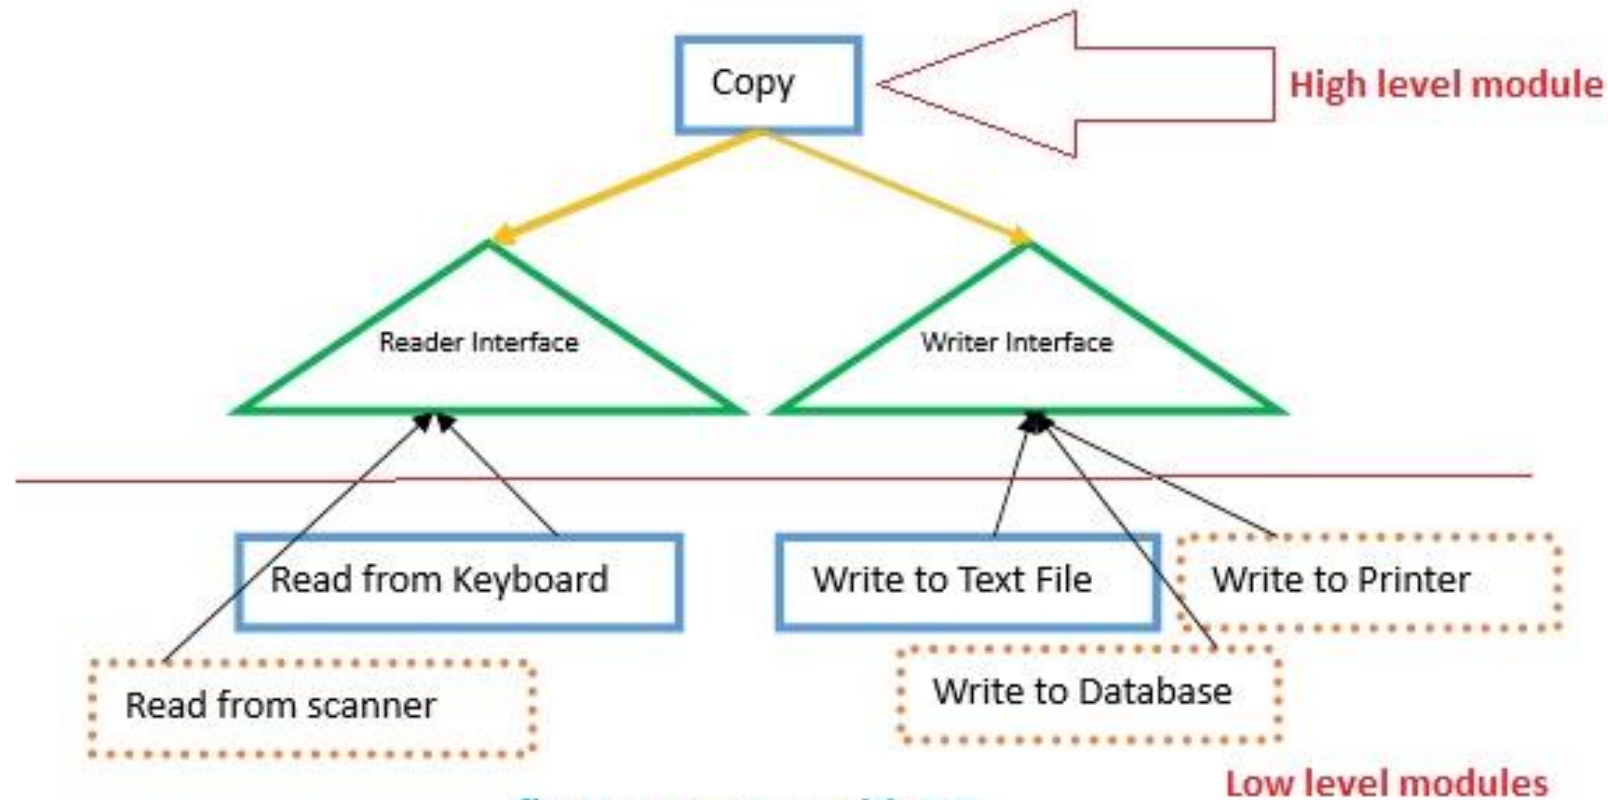 Copy
High level module
Reader Interface
Writer Interface
Read from Keyboard
Write to Text File
Write to Printer
Read from scanner
Write to Database
Low level modules